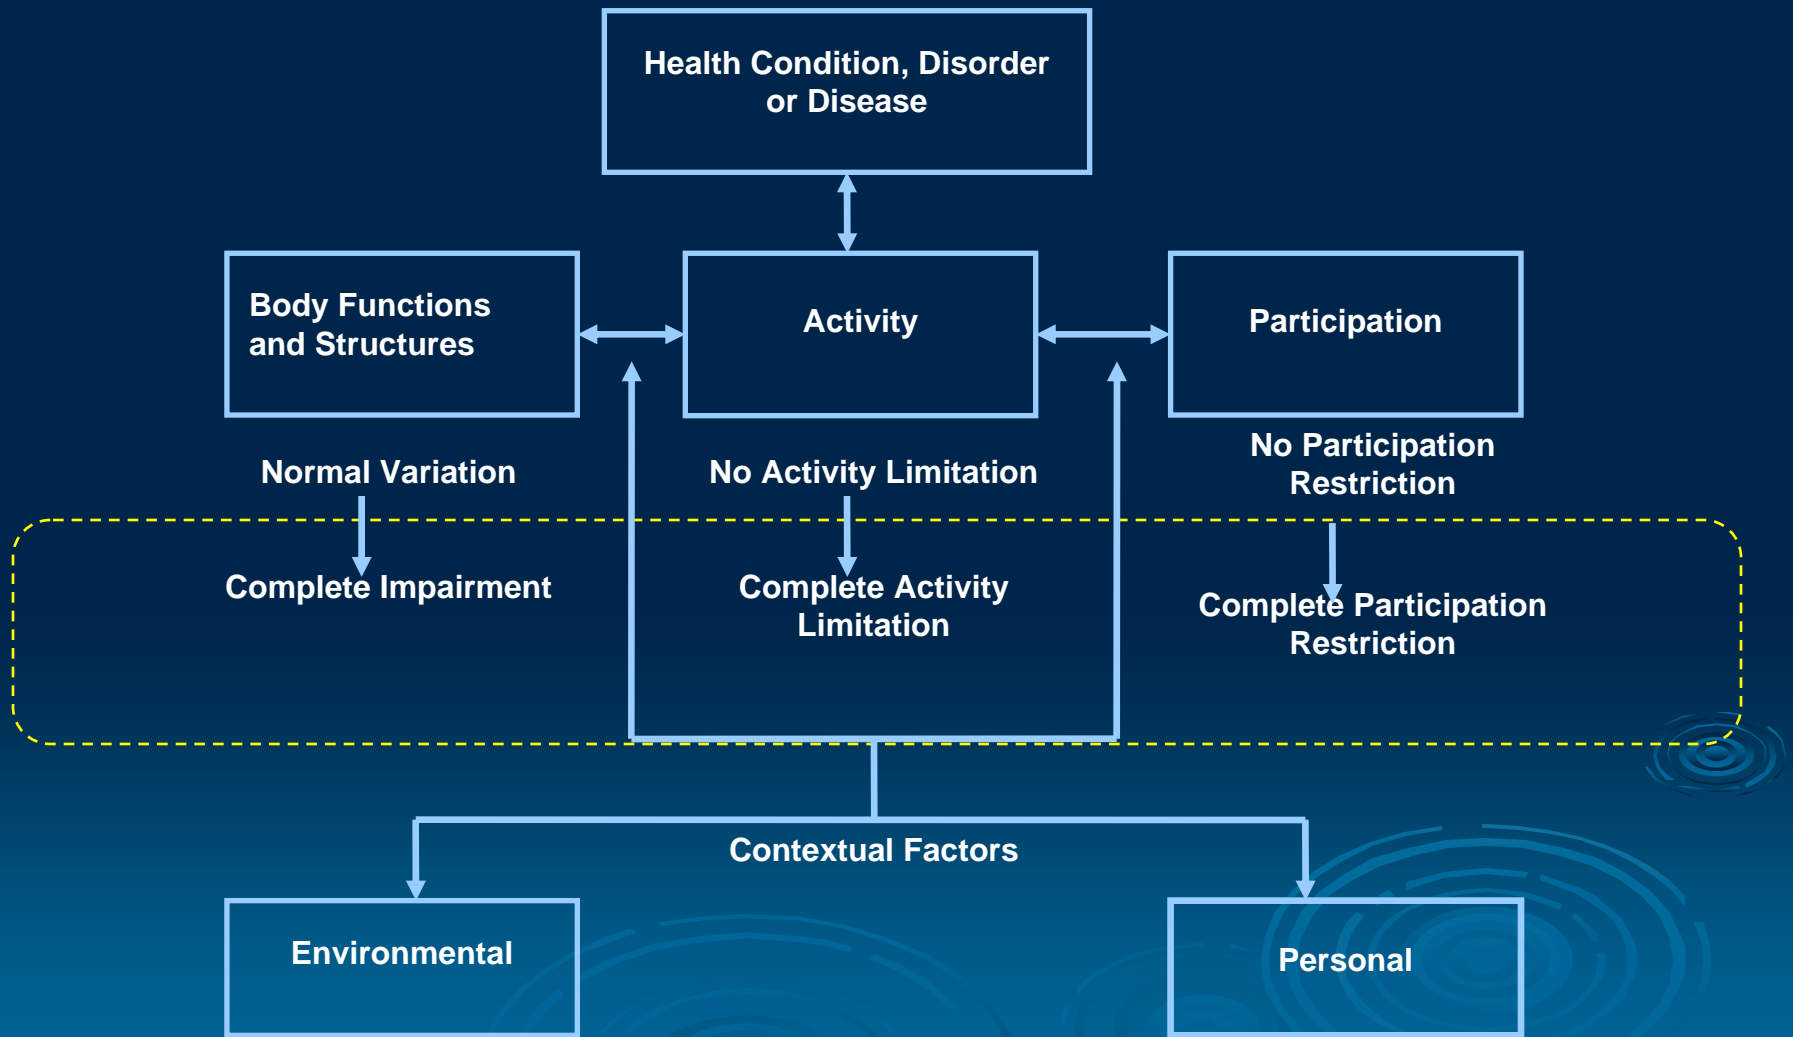 Health Condition, Disorder
or Disease
Body Functions
and Structures
Activity
Participation
Normal Variation
No Activity Limitation
No Participation
Restriction
Complete Impairment
Complete Activity
Limitation
Complete Participation
Restriction
Contextual Factors
Environmental
Personal